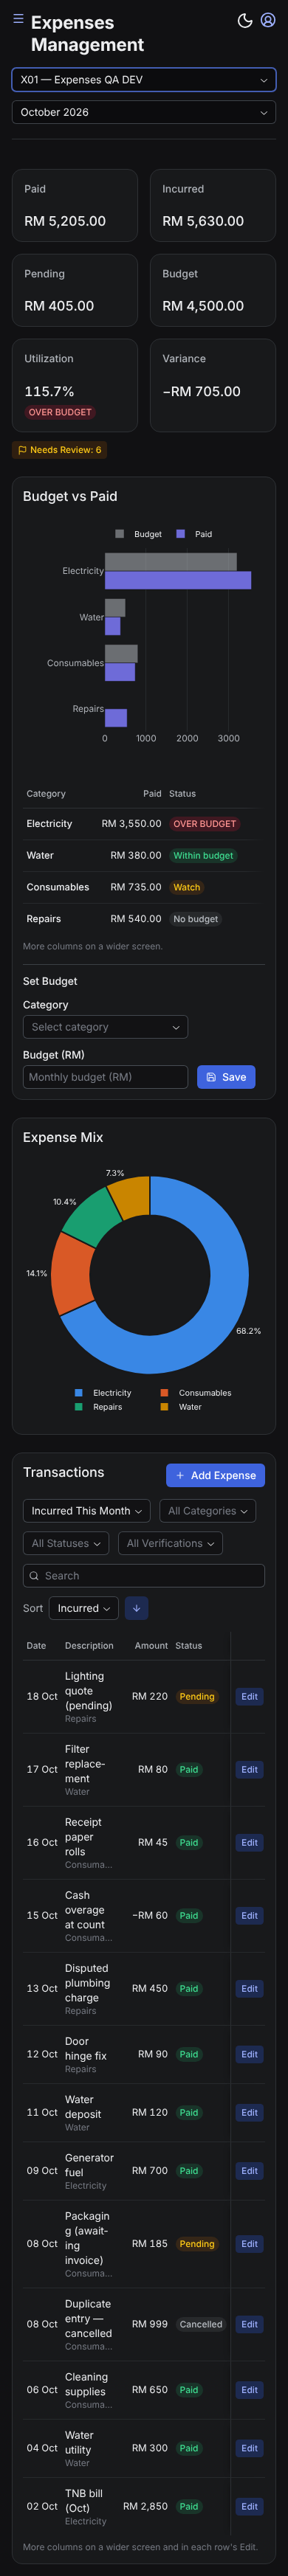 Expenses
Management
X01 — Expenses QA DEV
October 2026
Paid
RM 5,205.00
Incurred
RM 5,630.00
Pending
RM 405.00
Budget
RM 4,500.00
Utilization
115.7%
OVER BUDGET
Variance
−RM 705.00
Needs Review: 6
Budget vs Paid
Budget Paid
Electricity
Water
Consumables
Repairs
0 1000 2000 3000
Category Paid Status
Electricity RM 3,550.00 OVER BUDGET
Water RM 380.00 Within budget
Consumables RM 735.00 Watch
Repairs RM 540.00 No budget
More columns on a wider screen.
Set Budget
Category
Select category
Budget (RM)
Monthly budget (RM) Save
Expense Mix
7.3%
10.4%
14.1%
68.2%
Electricity Consumables
Repairs Water
Transactions Add Expense
Incurred This Month All Categories
All Statuses All Verifications
Search
Sort Incurred
Date Description Amount Status
Lighting
quote
18 Oct (pending) RM 220 Pending Edit
Repairs
Filter
17 Oct replace- RM 80 Paid Edit
ment
Water
Receipt
16 Oct paper RM 45 Paid Edit
rolls
Consuma...
Cash
15 Oct overage −RM 60 Paid Edit
at count
Consuma...
Disputed
13 Oct plumbing RM 450 Paid Edit
charge
Repairs
Door
12 Oct hinge fix RM 90 Paid Edit
Repairs
Water
11 Oct deposit RM 120 Paid Edit
Water
Generator
09 Oct fuel RM 700 Paid Edit
Electricity
Packagin
g (await-
08 Oct ing RM 185 Pending Edit
invoice)
Consuma...
Duplicate
08 Oct entry — RM 999 Cancelled Edit
cancelled
Consuma...
Cleaning
06 Oct supplies RM 650 Paid Edit
Consuma...
Water
04 Oct utility RM 300 Paid Edit
Water
TNB bill
02 Oct (Oct) RM 2,850 Paid Edit
Electricity
More columns on a wider screen and in each row's Edit.